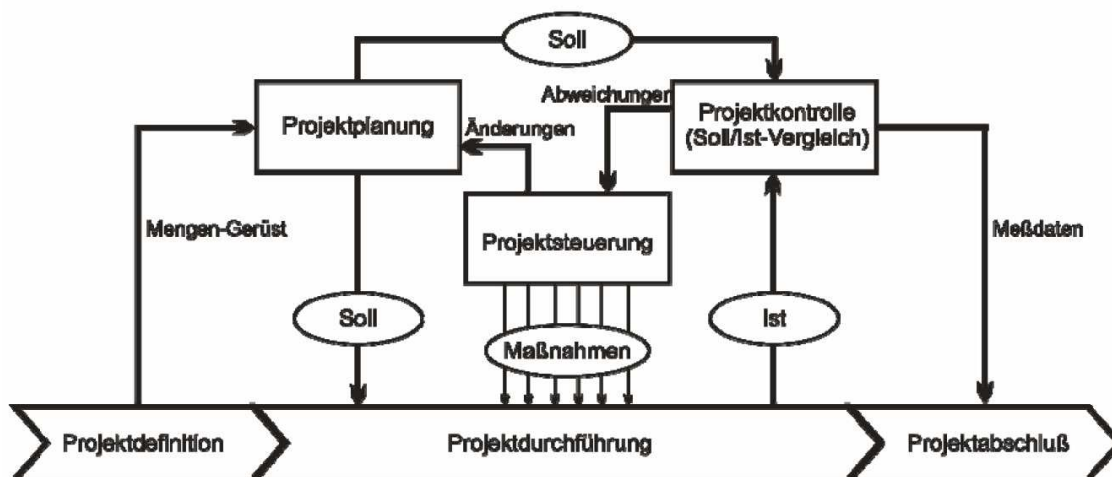 Soll
Projektplanung
Änderungen
Abweichungen
Projektkontrolle
(Soll/Ist-Vergleich)
Mengen-Gerüst
Projektsteuerung
Meßdaten
Soll
Maßnahmen
Ist
Projektdefinition
Projektdurchführung
Projektabschluß